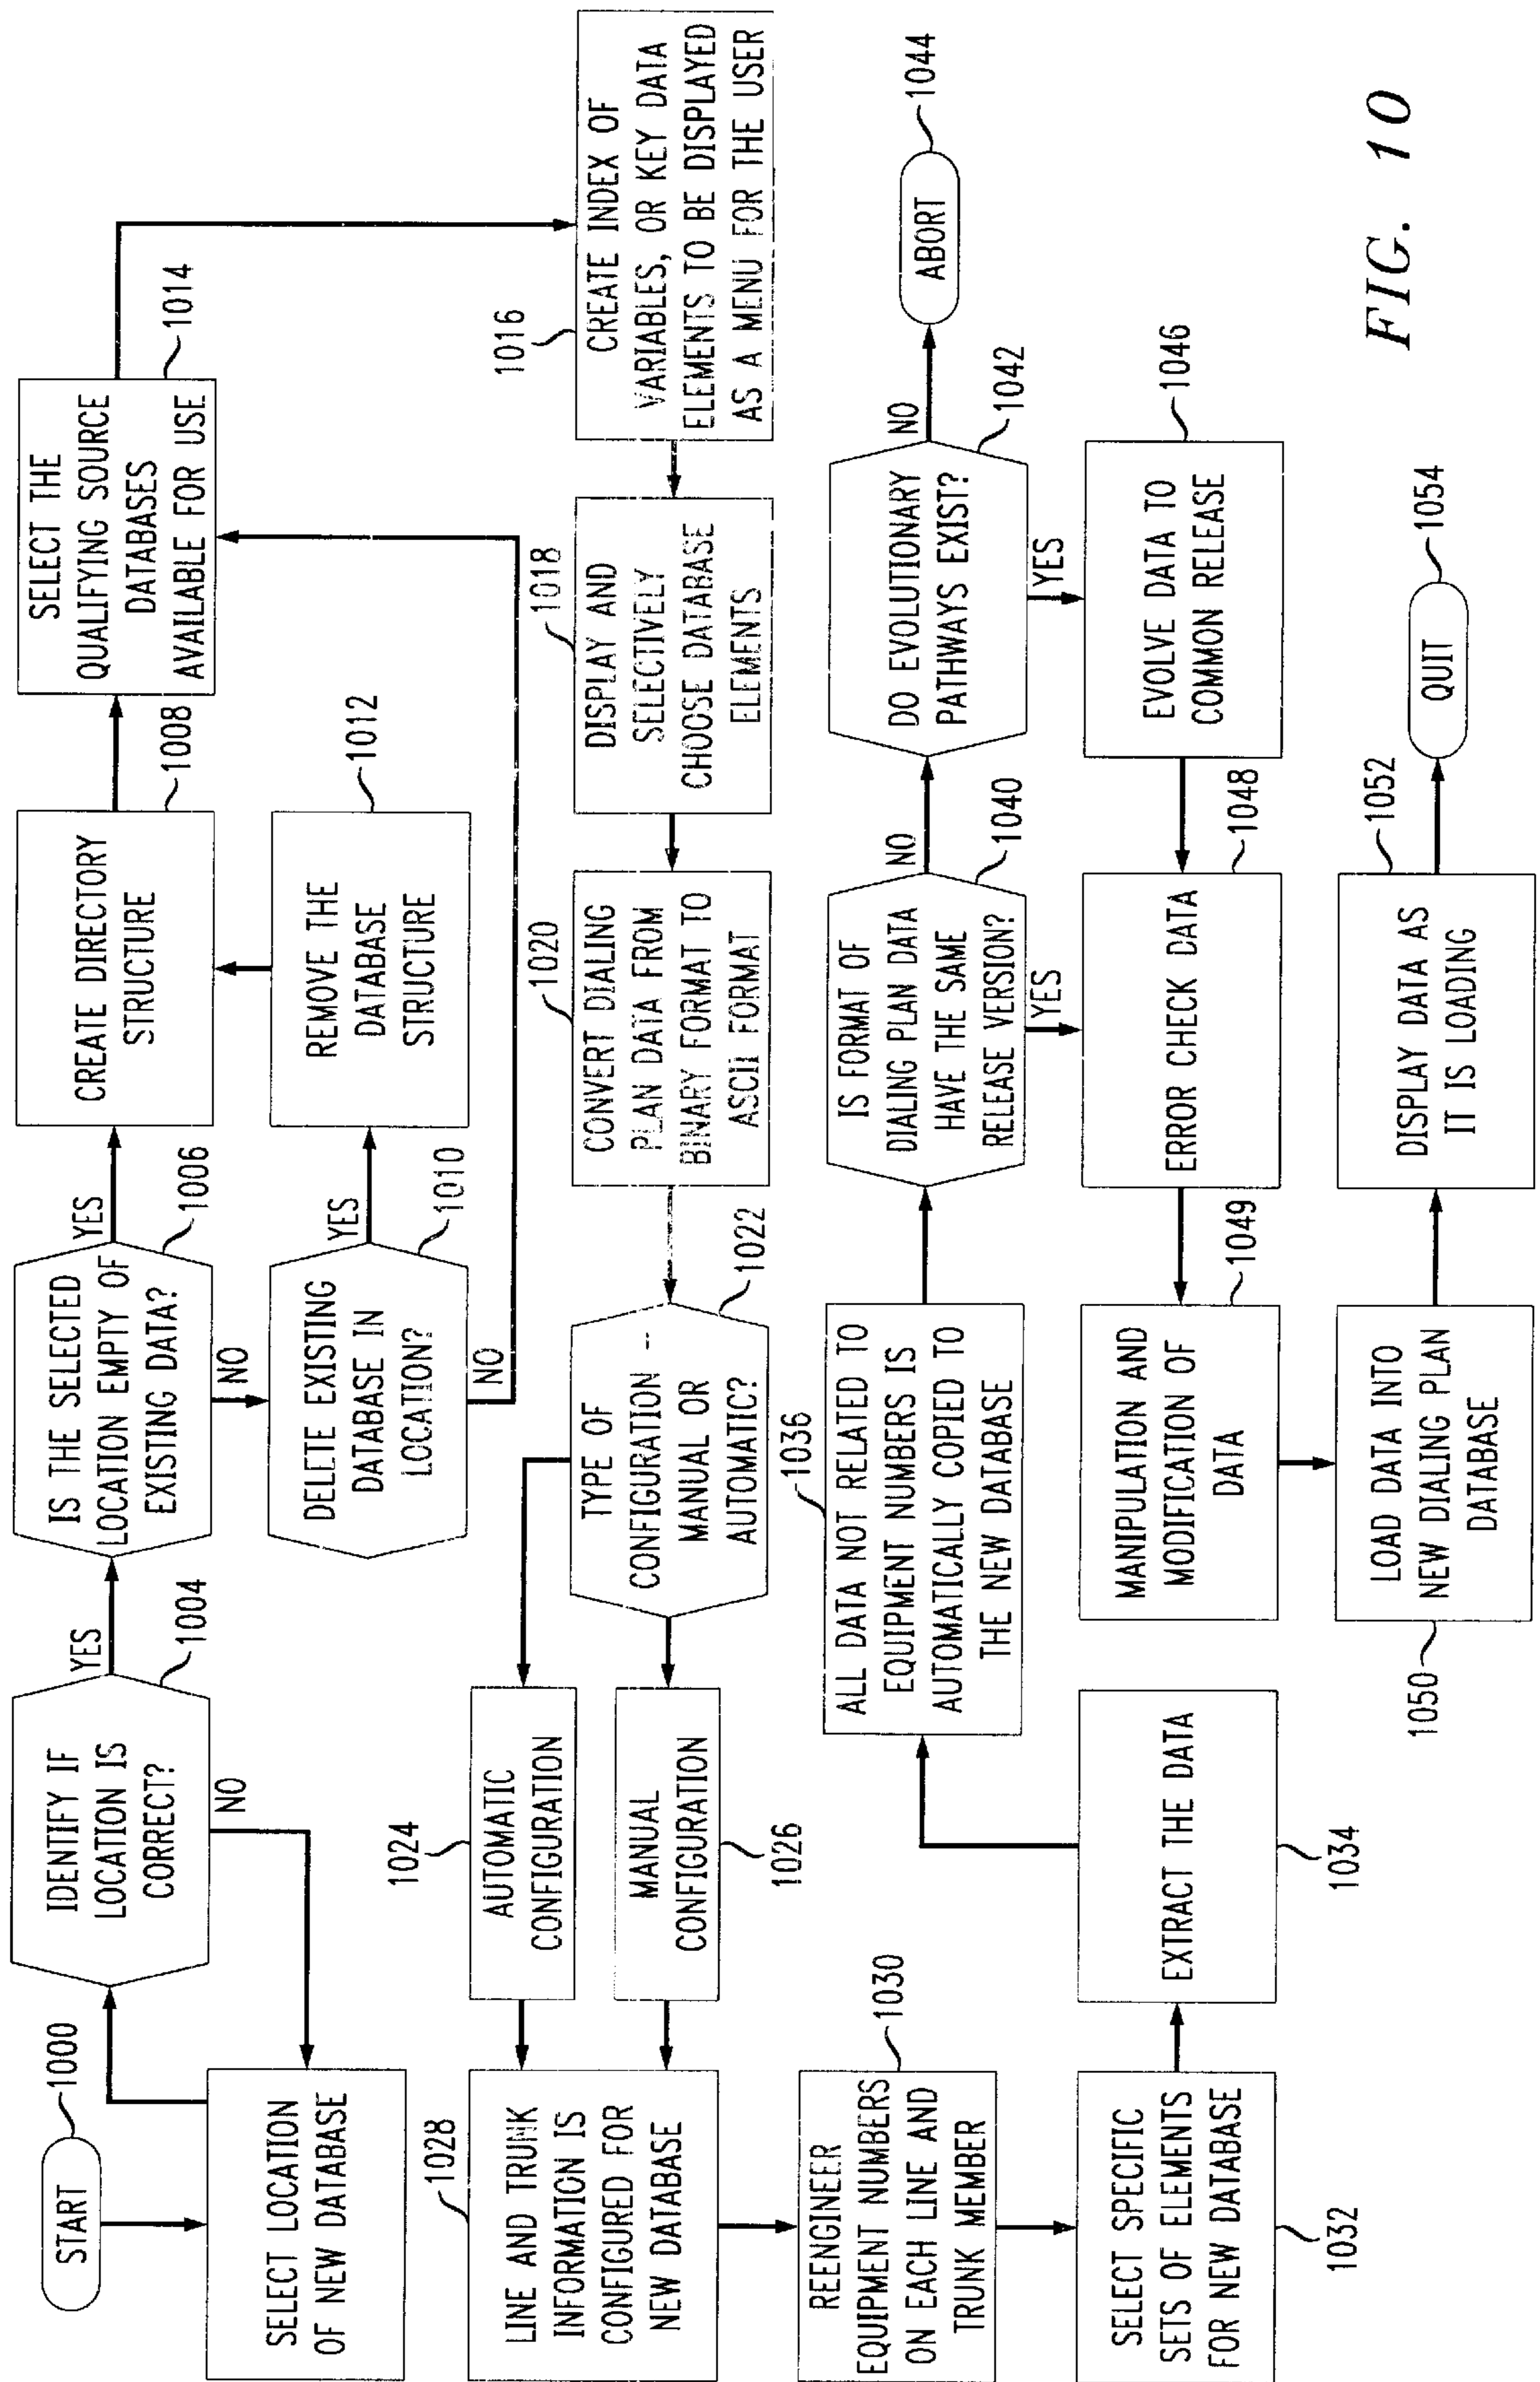 START
1000
SELECT LOCATION
OF NEW DATABASE
IDENTIFY IF
LOCATION IS
CORRECT?
1004
YES
NO
IS THE SELECTED
LOCATION EMPTY OF
EXISTING DATA?
1006
YES
NO
CREATE DIRECTORY
STRUCTURE
1008
DELETE EXISTING
DATABASE IN
LOCATION?
1010
YES
NO
REMOVE THE
DATABASE
STRUCTURE
1012
SELECT THE
QUALIFYING SOURCE
DATABASES
AVAILABLE FOR USE
1014
1016
CREATE INDEX OF
VARIABLES, OR KEY DATA
ELEMENTS TO BE DISPLAYED
AS A MENU FOR THE USER
1018
DISPLAY AND
SELECTIVELY
CHOOSE DATABASE
ELEMENTS
1020
CONVERT DIALING
PLAN DATA FROM
BINARY FORMAT TO
ASCII FORMAT
TYPE OF
CONFIGURATION --
MANUAL OR
AUTOMATIC?
1022
1024
AUTOMATIC
CONFIGURATION
MANUAL
CONFIGURATION
1026
1028
LINE AND TRUNK
INFORMATION IS
CONFIGURED FOR
NEW DATABASE
REENGINEER
EQUIPMENT NUMBERS
ON EACH LINE AND
TRUNK MEMBER
1030
SELECT SPECIFIC
SETS OF ELEMENTS
FOR NEW DATABASE
1032
EXTRACT THE DATA
1034
1036
ALL DATA NOT RELATED TO
EQUIPMENT NUMBERS IS
AUTOMATICALLY COPIED TO
THE NEW DATABASE
IS FORMAT OF
DIALING PLAN DATA
HAVE THE SAME
RELEASE VERSION?
1040
NO
YES
DO EVOLUTIONARY
PATHWAYS EXIST?
1042
NO
YES
ABORT
1044
EVOLVE DATA TO
COMMON RELEASE
1046
ERROR CHECK DATA
1048
MANIPULATION AND
MODIFICATION OF
DATA
1049
LOAD DATA INTO
NEW DIALING PLAN
DATABASE
1050
DISPLAY DATA AS
IT IS LOADING
1052
QUIT
1054
FIG. 10